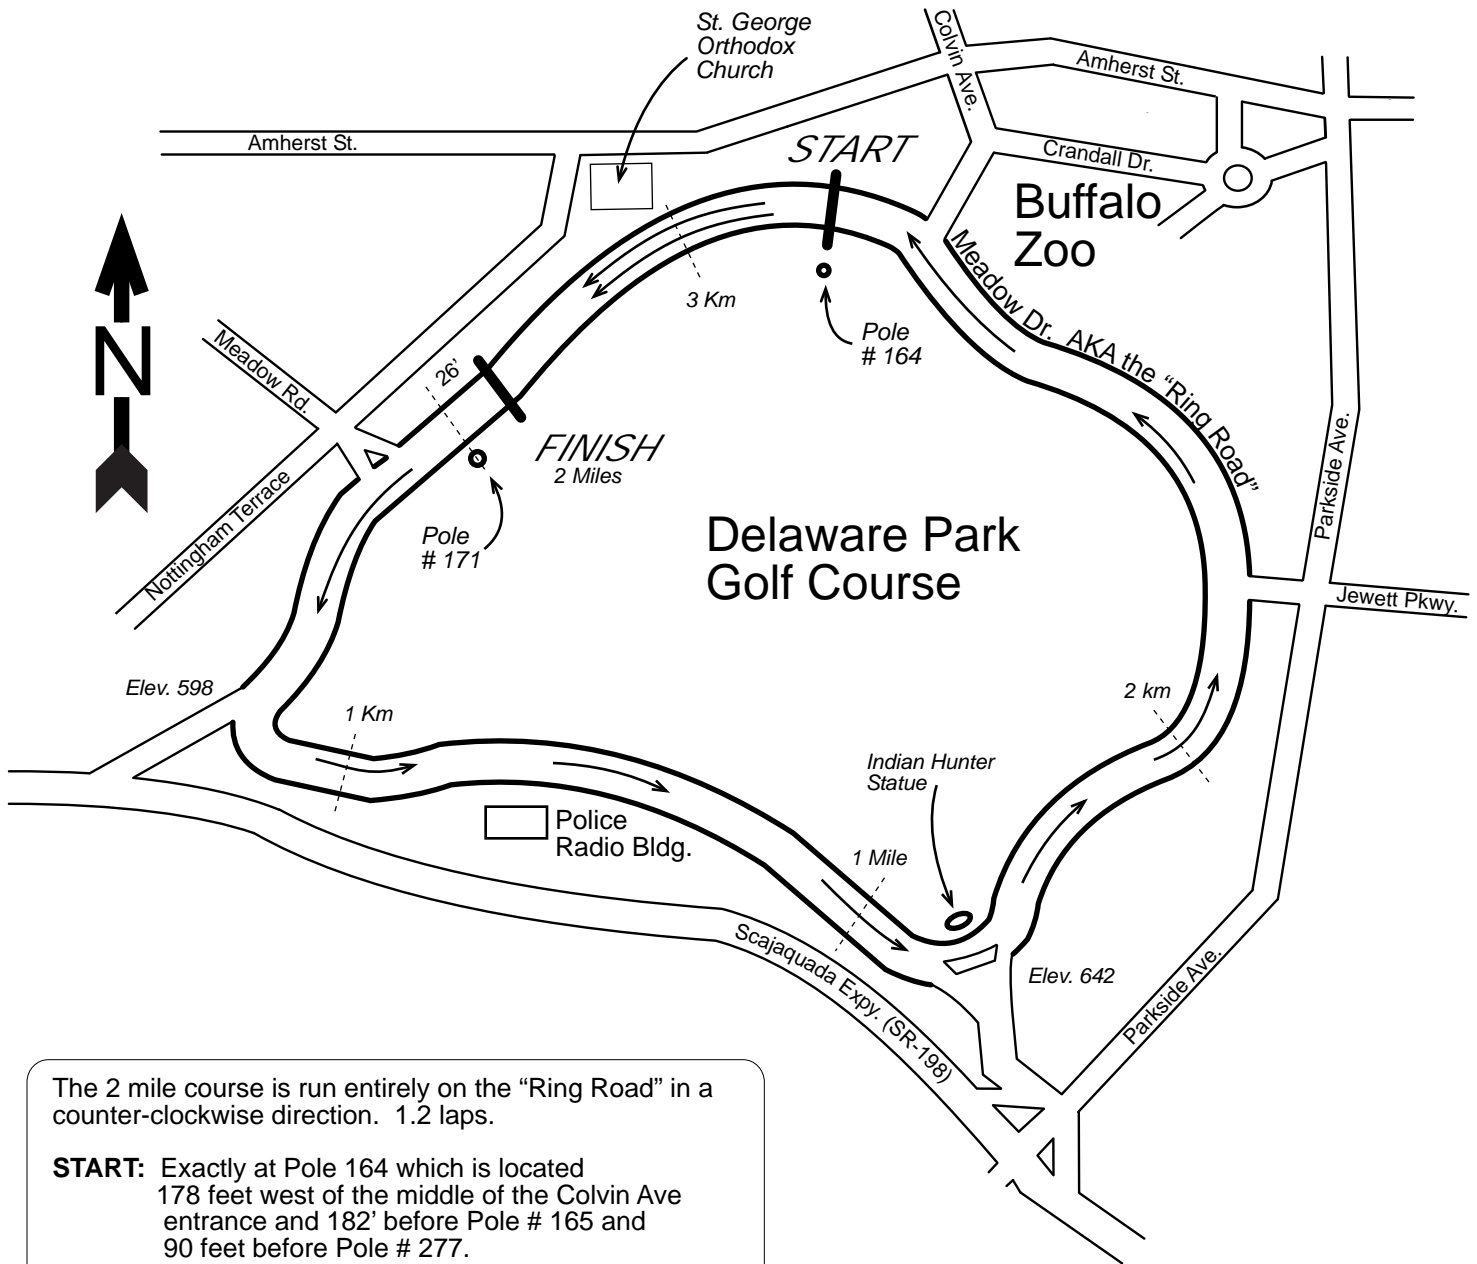 St. George
Orthodox
Church
Colvin Ave.
Amherst St.
Amherst St.
START
Crandall Dr.
Buffalo
Zoo
3 Km
Pole
# 164
Meadow Dr.  AKA the “Ring Road”
N
Meadow Rd.
26’
FINISH
2 Miles
Parkside Ave.
Nottingham Terrace
Pole
# 171
Delaware Park
Golf Course
Jewett Pkwy.
Elev. 598
1 Km
2 km
Indian Hunter
Statue
Police
Radio Bldg.
1 Mile
Scajaquada Expy. (SR-198)
Elev. 642
Parkside Ave.
The 2 mile course is run entirely on the “Ring Road” in a
counter-clockwise direction.  1.2 laps.
START:  Exactly at Pole 164 which is located
178 feet west of the middle of the Colvin Ave
entrance and 182’ before Pole # 165 and
90 feet before Pole # 277.